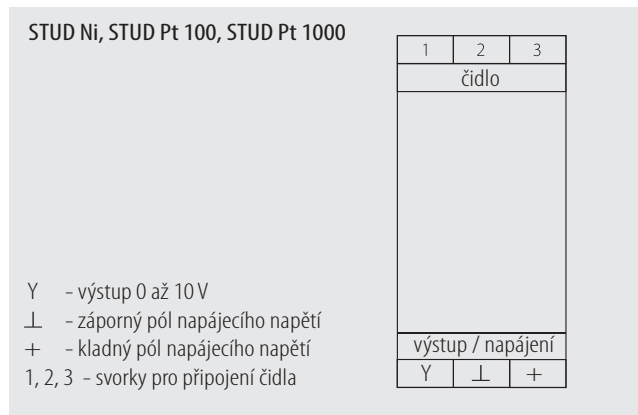 STUD Ni, STUD Pt 100, STUD Pt 1000
1 2 3
čidlo
Y – výstup 0 až 10 V
⊥ – záporný pól napájecího napětí
+ – kladný pól napájecího napětí
1, 2, 3 – svorky pro připojení čidla
výstup / napájení
Y ⊥ +